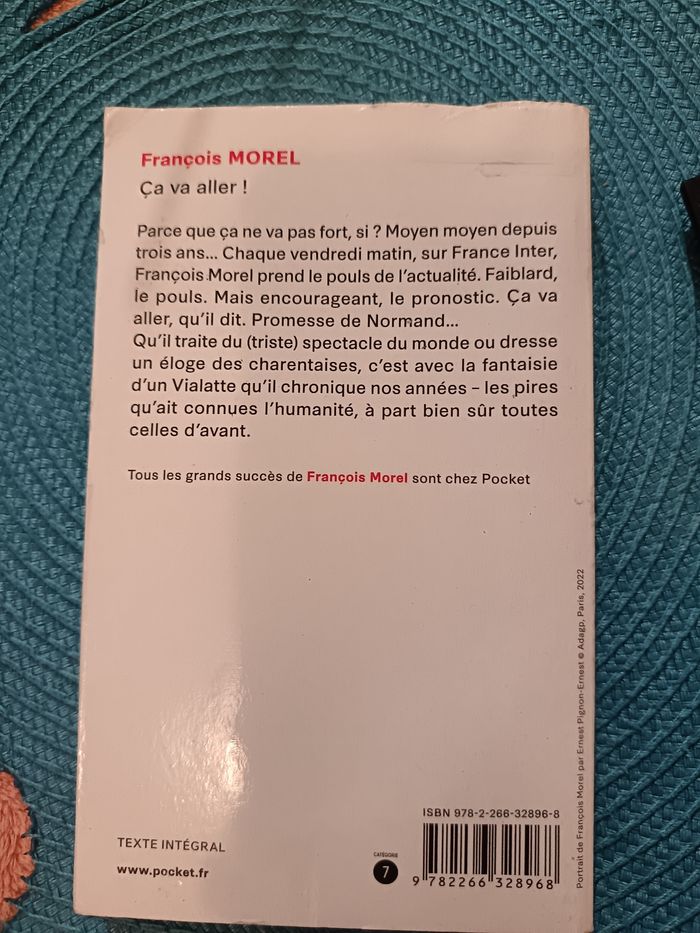 François MOREL
Ça va aller !
Parce que ça ne va pas fort, si ? Moyen moyen depuis
trois ans... Chaque vendredi matin, sur France Inter,
François Morel prend le pouls de l'actualité. Faiblard,
le pouls. Mais encourageant, le pronostic. Ça va
aller, qu'il dit. Promesse de Normand...
Qu'il traite du (triste) spectacle du monde ou dresse
un éloge des charentaises, c'est avec la fantaisie
d'un Vialatte qu'il chronique nos années – les pires
qu'ait connues l'humanité, à part bien sûr toutes
celles d'avant.
Tous les grands succès de François Morel sont chez Pocket
Portrait de François Morel par Ernest Pignon-Ernest © Adagp, Paris, 2022
ISBN 978-2-266-32896-8
TEXTE INTÉGRAL
www.pocket.fr
CATÉGORIE
7
9 782266 328968